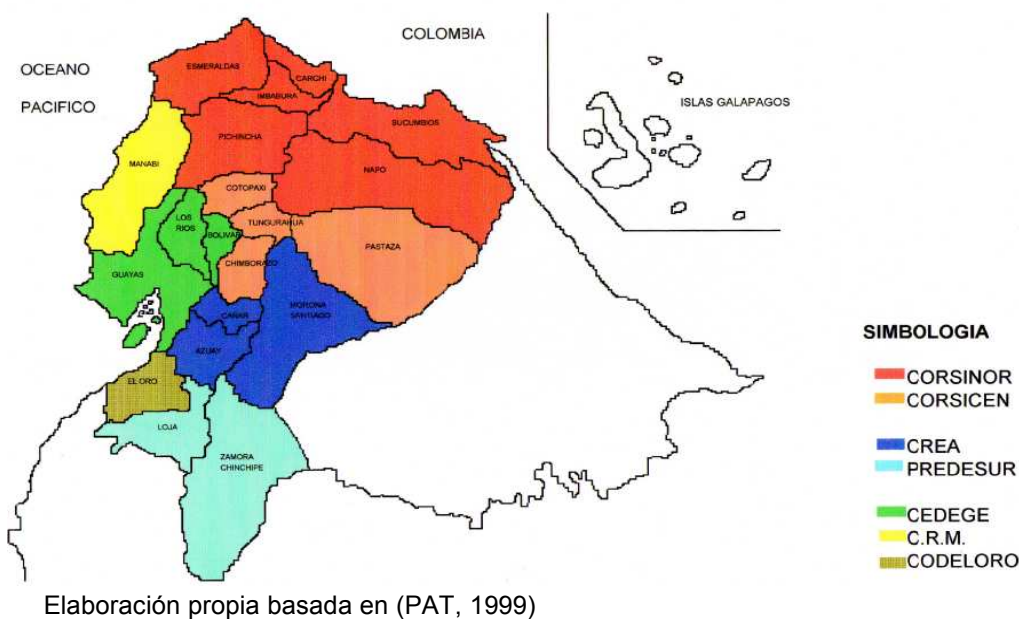 COLOMBIA
OCEANO
PACIFICO
ISLAS GALAPAGOS
ESMERALDAS
CARCHI
IMBABURA
SUCUMBIOS
PICHINCHA
MANABI
NAPO
COTOPAXI
TUNGURAHUA
LOS
RIOS
BOLIVAR
PASTAZA
CHIMBORAZO
GUAYAS
MORONA
SANTIAGO
CAÑAR
AZUAY
EL ORO
LOJA
ZAMORA
CHINCHIPE
SIMBOLOGIA
CORSINOR
CORSICEN
CREA
PREDESUR
CEDEGE
C.R.M.
CODELORO
Elaboración propia basada en (PAT, 1999)